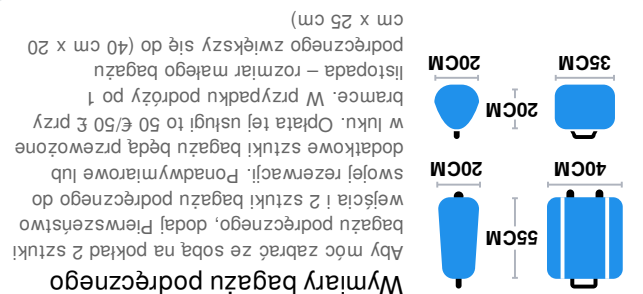 Wymiary bagażu podręcznego
Aby móc zabrać ze sobą na pokład 2 sztuki
bagażu podręcznego, dodaj Pierwszeństwo
wejścia i 2 sztuki bagażu podręcznego do
swojej rezerwacji. Ponadwymiarowe lub
dodatkowe sztuki bagażu będą przewożone
w luku. Opłata tej usługi to 50 €/50 £ przy
bramce. W przypadku podróży po 1
listopada – rozmiar małego bagażu
podręcznego zwiększy się do (40 cm x 20
cm x 25 cm)
55CM
40CM
20CM
20CM
35CM
20CM